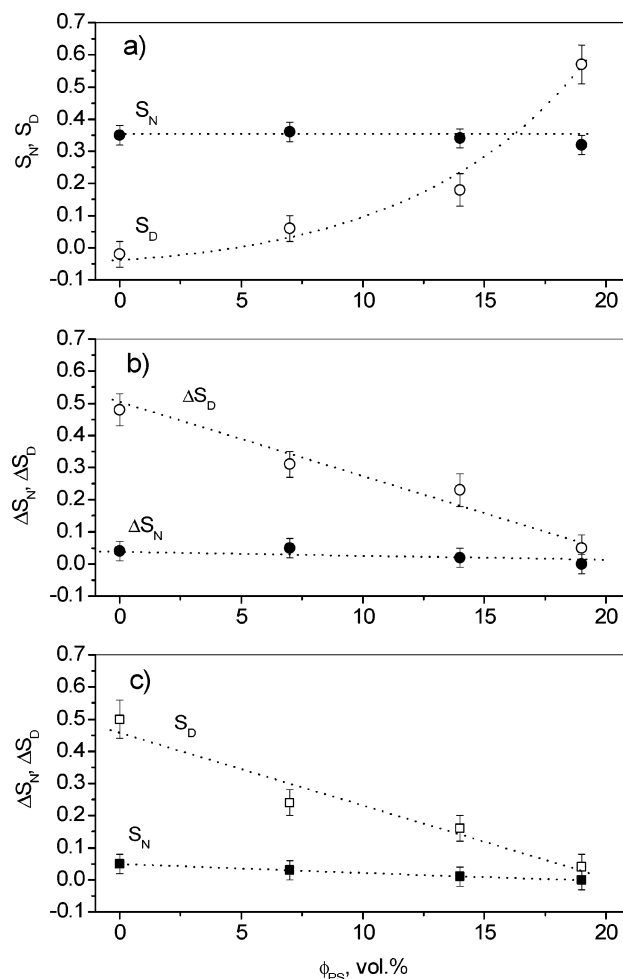 a)
S_N, S_D
0.7
0.6
0.5
0.4
0.3
0.2
0.1
0.0
-0.1
S_N
S_D
0 5 10 15 20
b)
ΔS_N, ΔS_D
0.7
0.6
0.5
0.4
0.3
0.2
0.1
0.0
-0.1
ΔS_D
ΔS_N
0 5 10 15 20
c)
ΔS_N, ΔS_D
0.7
0.6
0.5
0.4
0.3
0.2
0.1
0.0
-0.1
S_D
S_N
0 5 10 15 20
ϕ_PS, vol.%